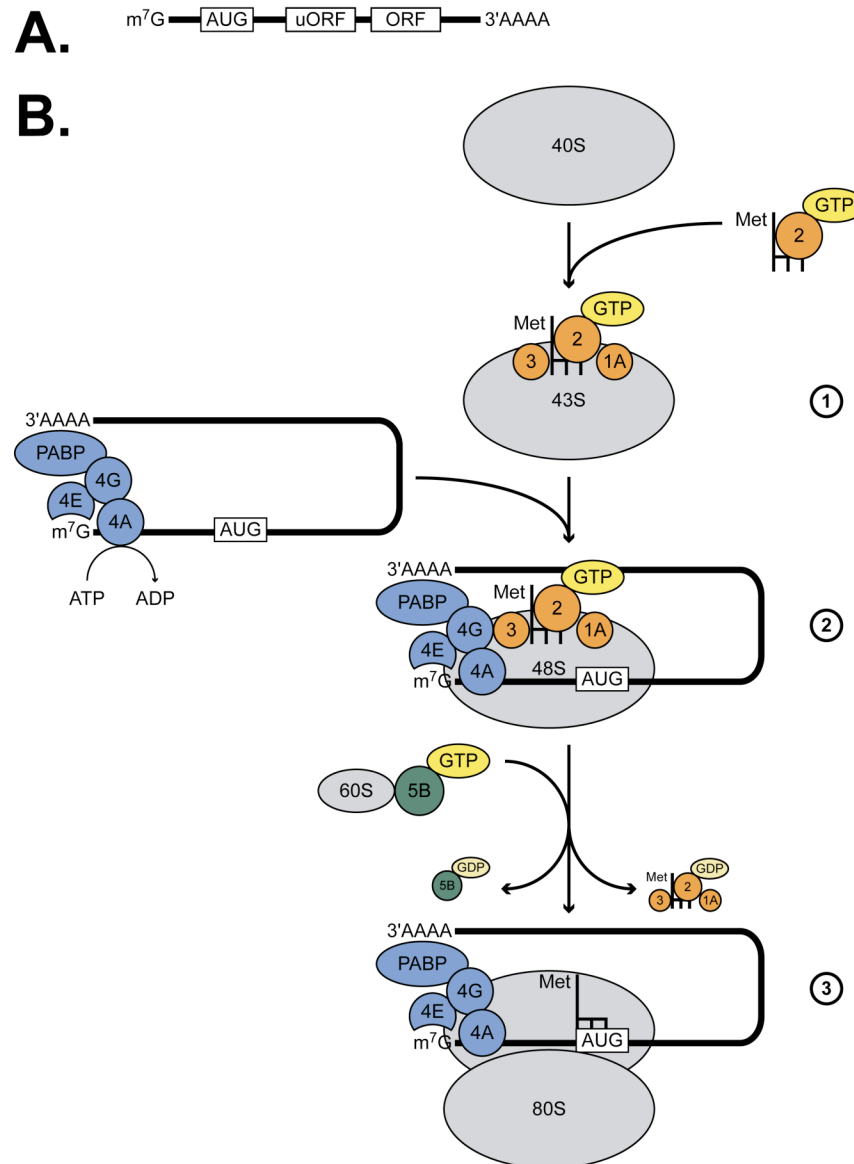 A.
m⁷G AUG uORF ORF 3'AAAA
B.
40S
GTP
Met 2
GTP
Met 2
3 1A
43S
1
3'AAAA
PABP
4G
4E
4A
m⁷G AUG
ATP ADP
3'AAAA GTP
Met 2
PABP
4G 3 1A
2
4E
4A 48S
m⁷G AUG
GTP
60S 5B
GDP
5B
GDP
Met 2
3 1A
3'AAAA
PABP
4G Met
3
4E
4A
m⁷G AUG
80S